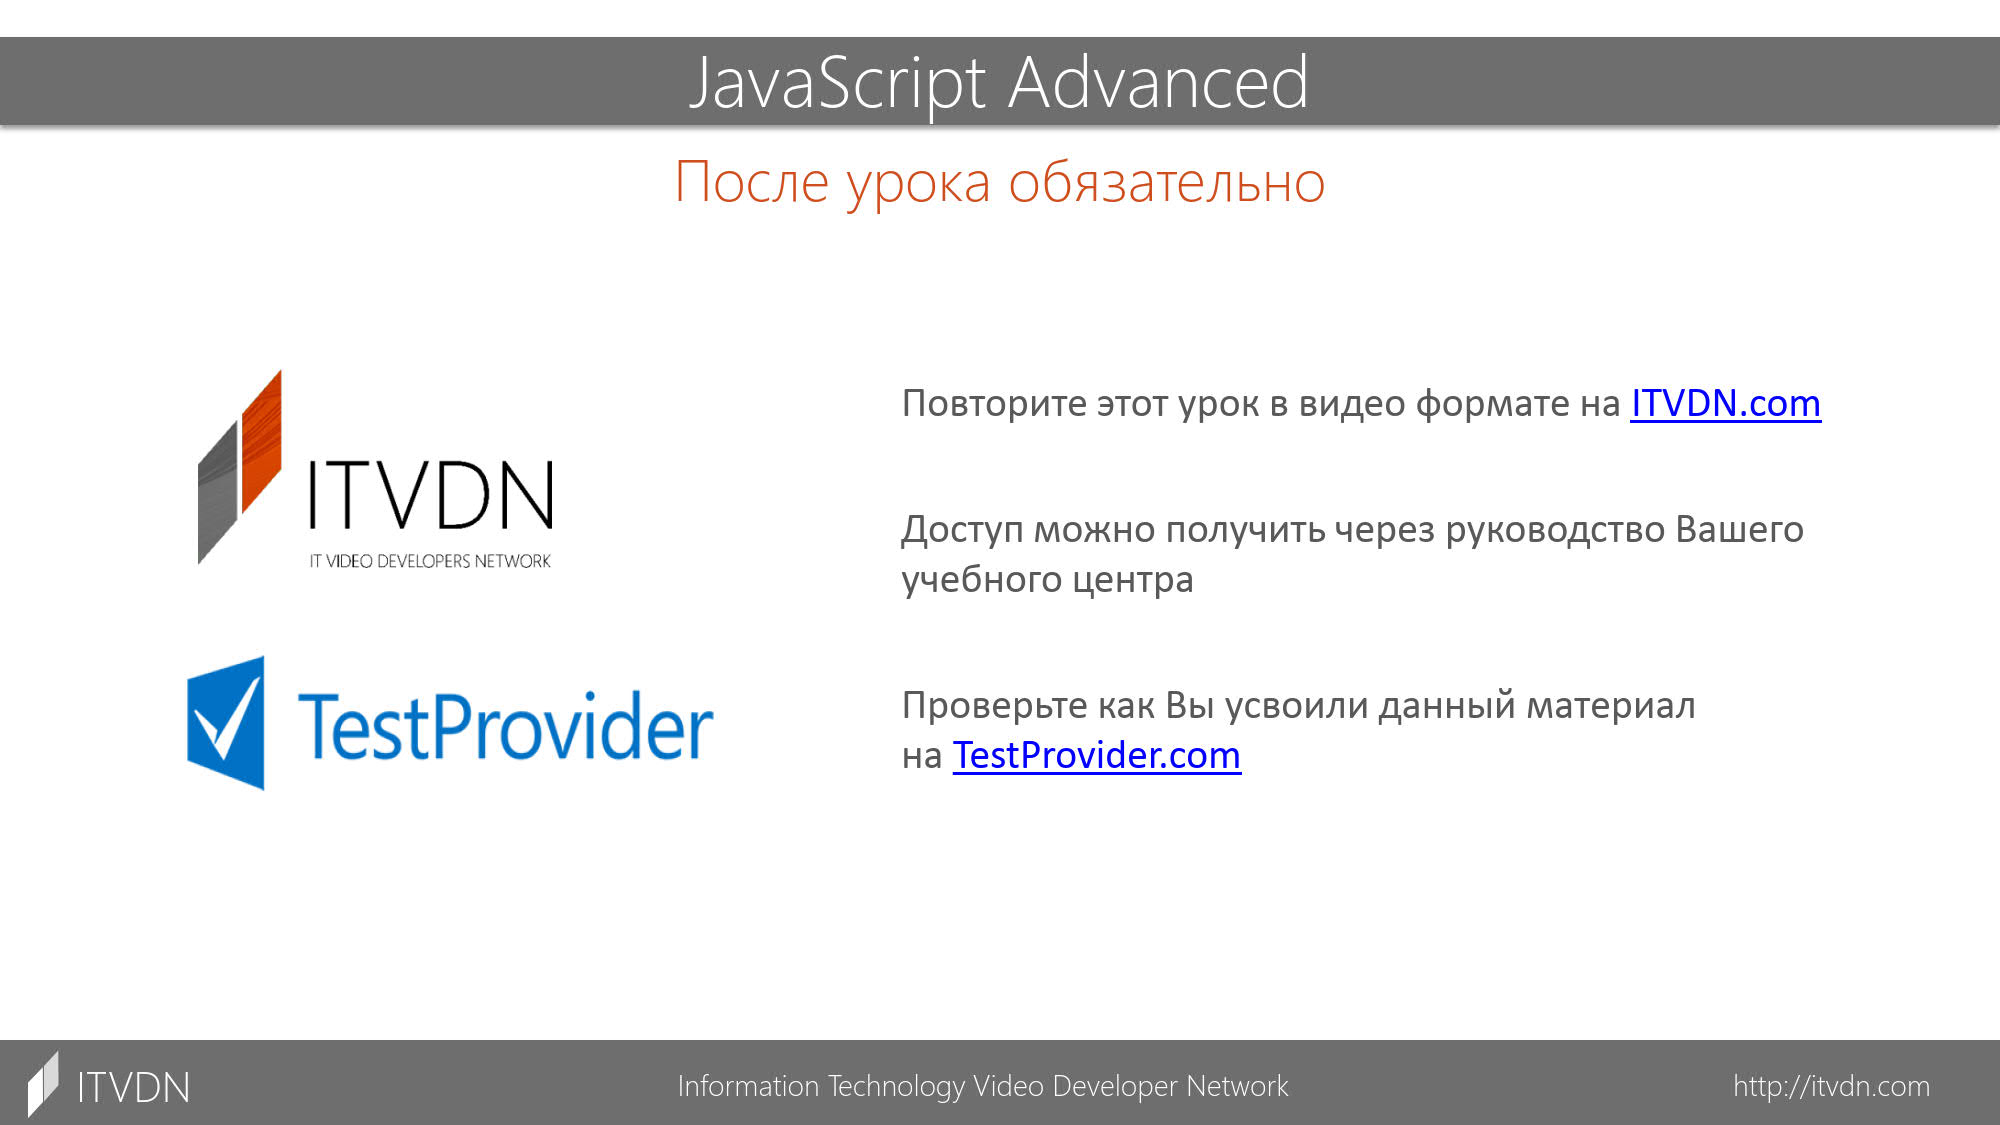 JavaScript Advanced
После урока обязательно
ITVDN
IT VIDEO DEVELOPERS NETWORK
Повторите этот урок в видео формате на ITVDN.com
Доступ можно получить через руководство Вашего
учебного центра
TestProvider
Проверьте как Вы усвоили данный материал
на TestProvider.com
ITVDN
Information Technology Video Developer Network
http://itvdn.com